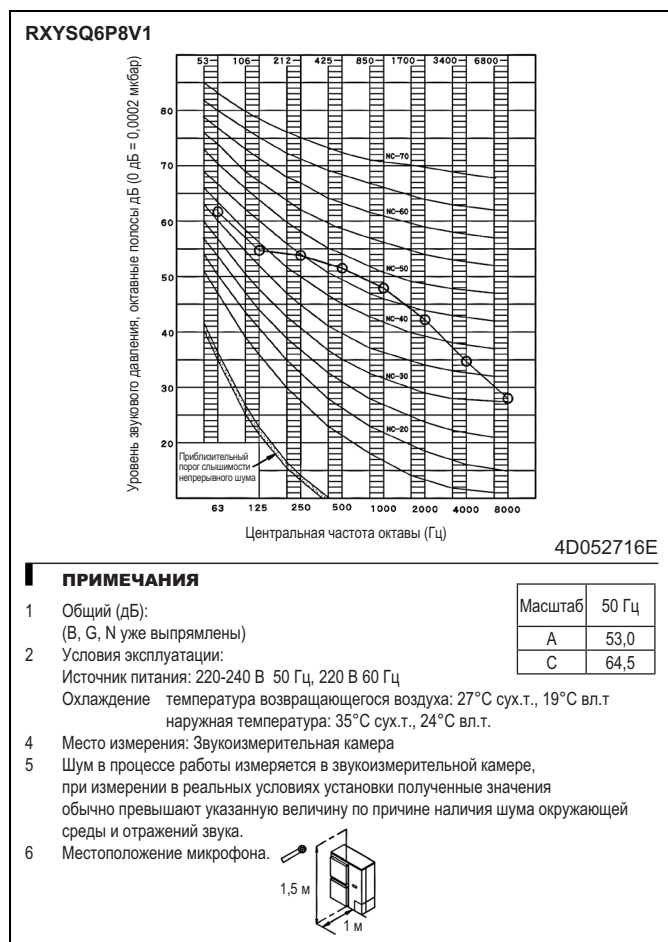 RXYSQ6P8V1
53 106 212 425 850 1700 3400 6800
Уровень звукового давления, октавные полосы дБ (0 дБ = 0,0002 мкбар)
80
70
60
50
40
30
20
NC-70
NC-60
NC-50
NC-40
NC-30
NC-20
Приблизительный
порог слышимости
непрерывного шума
63 125 250 500 1000 2000 4000 8000
Центральная частота октавы (Гц)
4D052716E
ПРИМЕЧАНИЯ
1 Общий (дБ):
(B, G, N уже выпрямлены)
Масштаб 50 Гц
A 53,0
C 64,5
2 Условия эксплуатации:
Источник питания: 220-240 В 50 Гц, 220 В 60 Гц
Охлаждение температура возвращающегося воздуха: 27°C сух.т., 19°C вл.т
наружная температура: 35°C сух.т., 24°C вл.т.
4 Место измерения: Звукоизмерительная камера
5 Шум в процессе работы измеряется в звукоизмерительной камере,
при измерении в реальных условиях установки полученные значения
обычно превышают указанную величину по причине наличия шума окружающей
среды и отражений звука.
6 Местоположение микрофона.
1,5 м
1 м